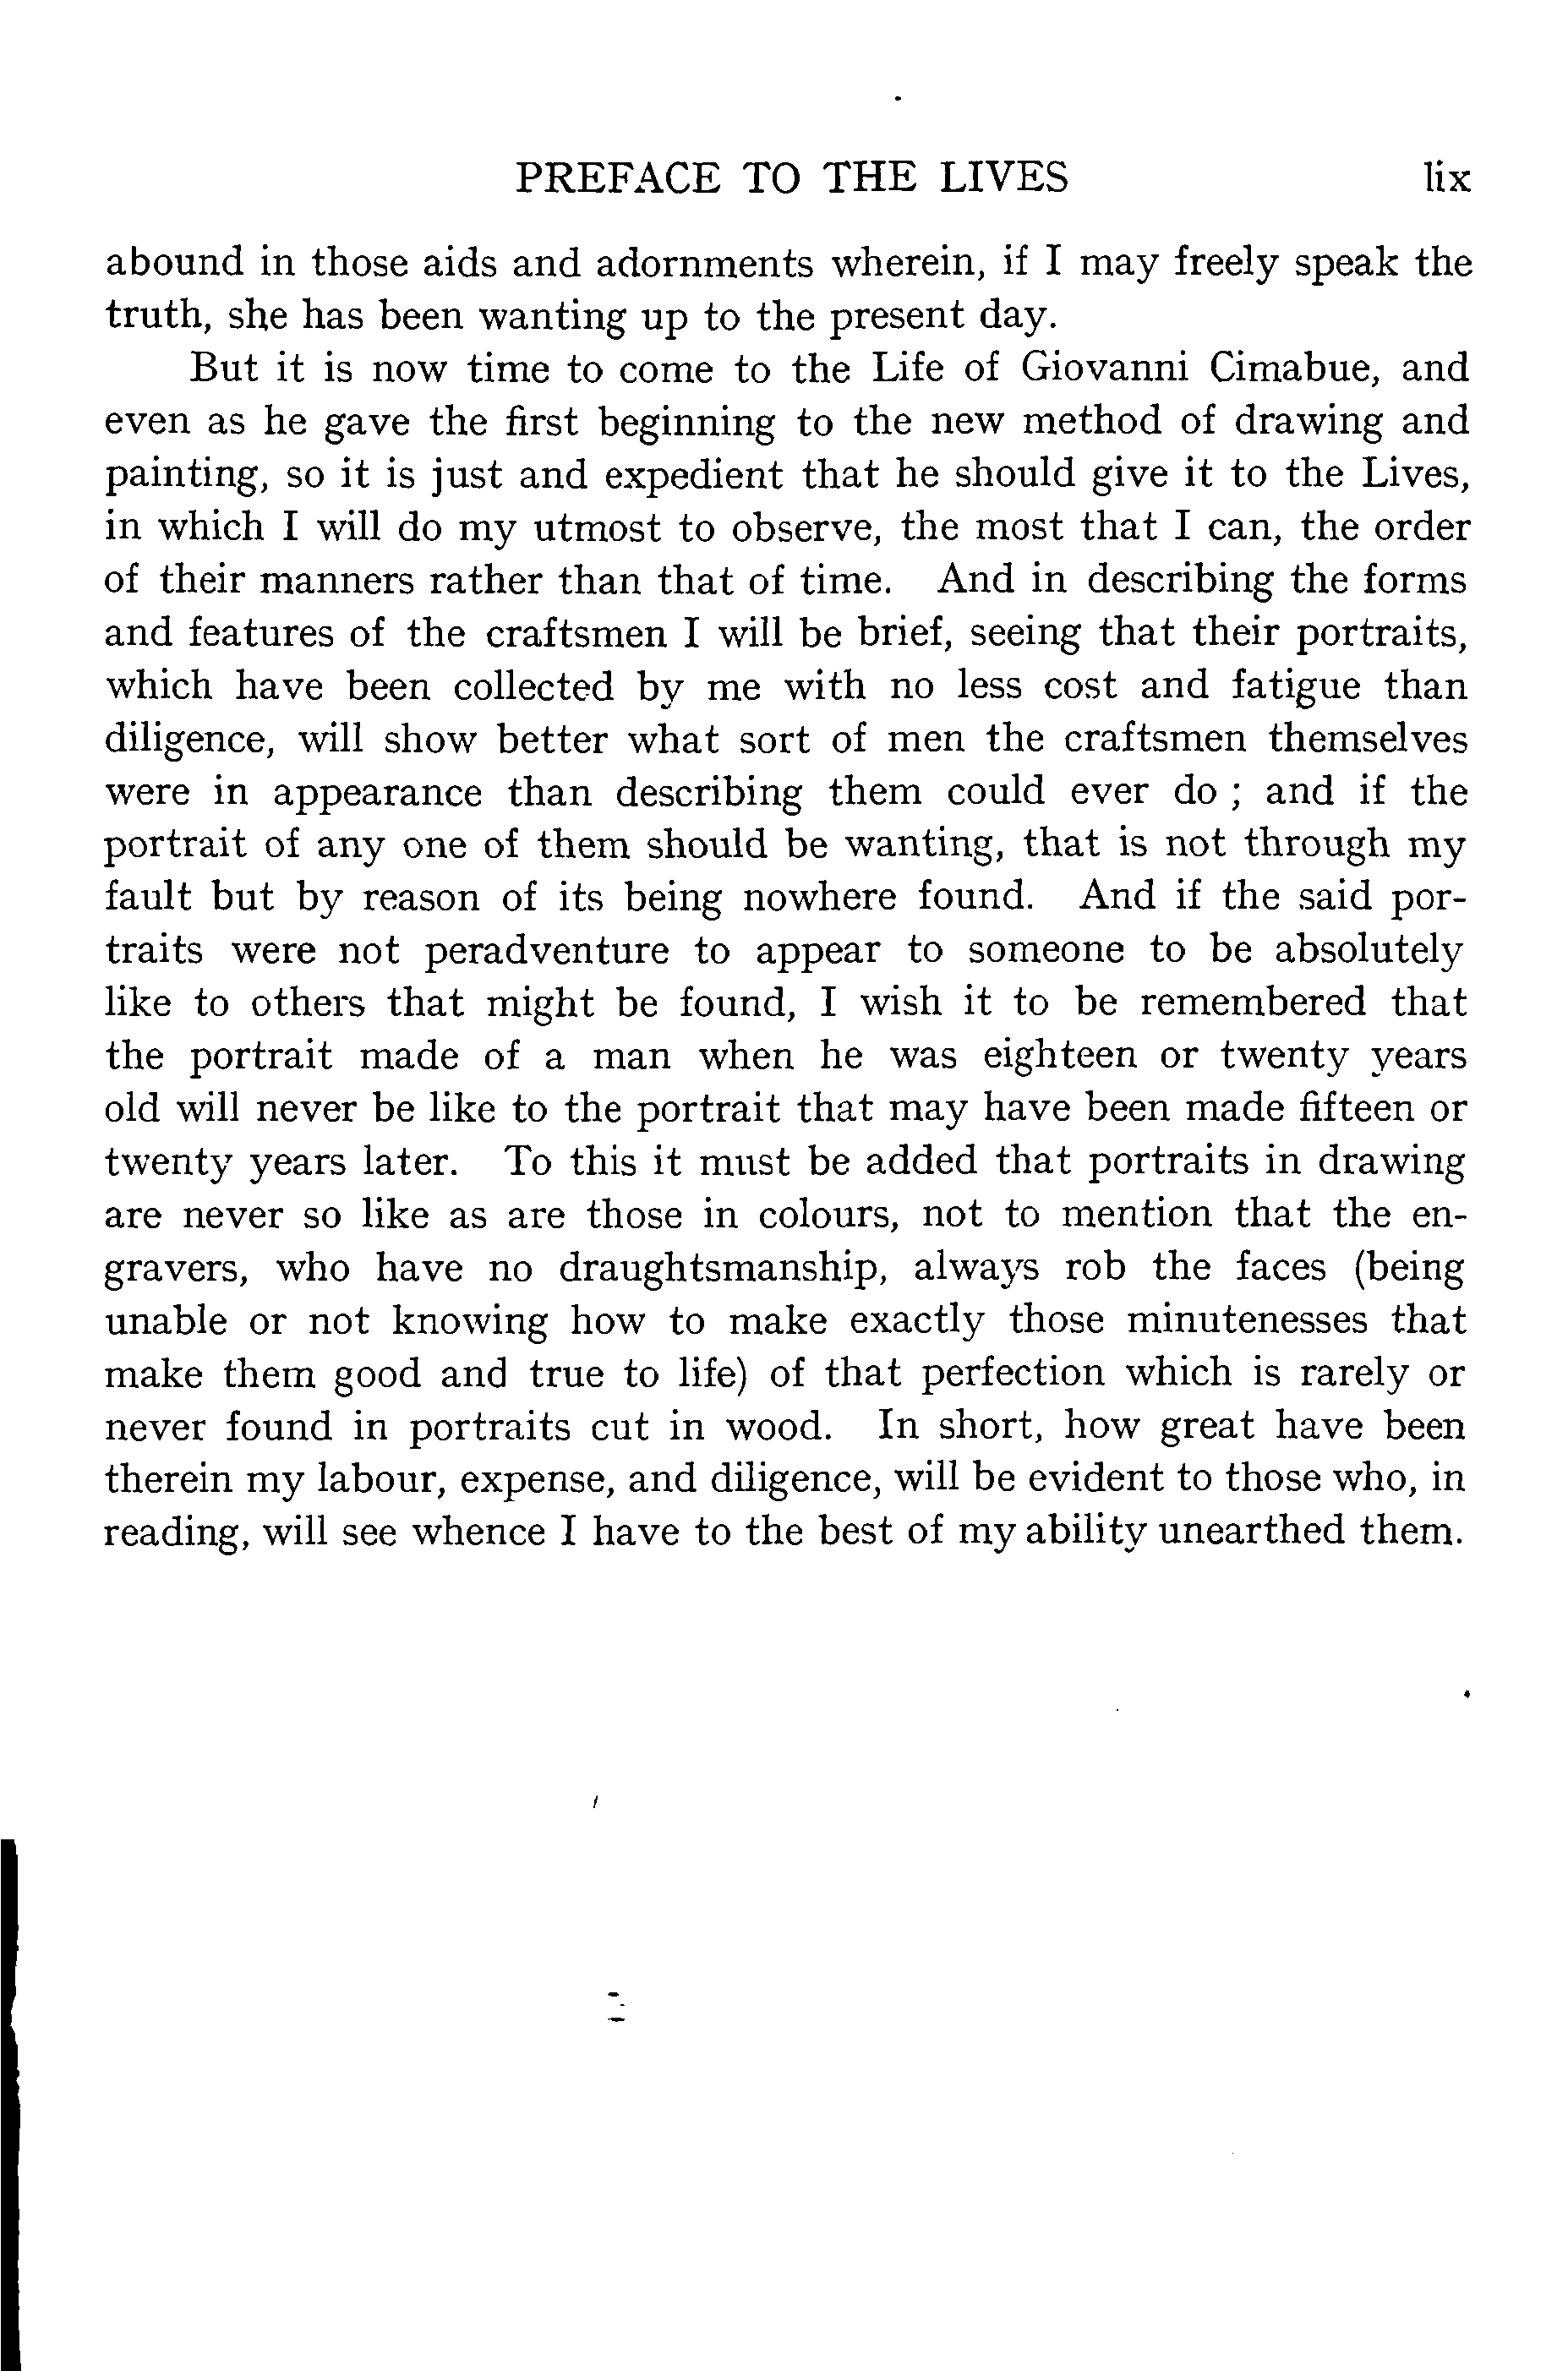 PREFACE TO THE LIVES lix
abound in those aids and adornments wherein, if I may freely speak the
truth, she has been wanting up to the present day.
But it is now time to come to the Life of Giovanni Cimabue, and
even as he gave the first beginning to the new method of drawing and
painting, so it is just and expedient that he should give it to the Lives,
in which I will do my utmost to observe, the most that I can, the order
of their manners rather than that of time. And in describing the forms
and features of the craftsmen I will be brief, seeing that their portraits,
which have been collected by me with no less cost and fatigue than
diligence, will show better what sort of men the craftsmen themselves
were in appearance than describing them could ever do ; and if the
portrait of any one of them should be wanting, that is not through my
fault but by reason of its being nowhere found. And if the said por-
traits were not peradventure to appear to someone to be absolutely
like to others that might be found, I wish it to be remembered that
the portrait made of a man when he was eighteen or twenty years
old will never be like to the portrait that may have been made fifteen or
twenty years later. To this it must be added that portraits in drawing
are never so like as are those in colours, not to mention that the en-
gravers, who have no draughtsmanship, always rob the faces (being
unable or not knowing how to make exactly those minutenesses that
make them good and true to life) of that perfection which is rarely or
never found in portraits cut in wood. In short, how great have been
therein my labour, expense, and diligence, will be evident to those who, in
reading, will see whence I have to the best of my ability unearthed them.